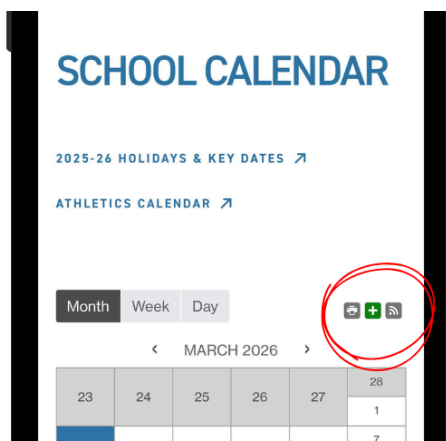 SCHOOL CALENDAR
2025-26 HOLIDAYS & KEY DATES ↗
ATHLETICS CALENDAR ↗
Month Week Day
‹ MARCH 2026 ›
23 24 25 26 27 28
1
7